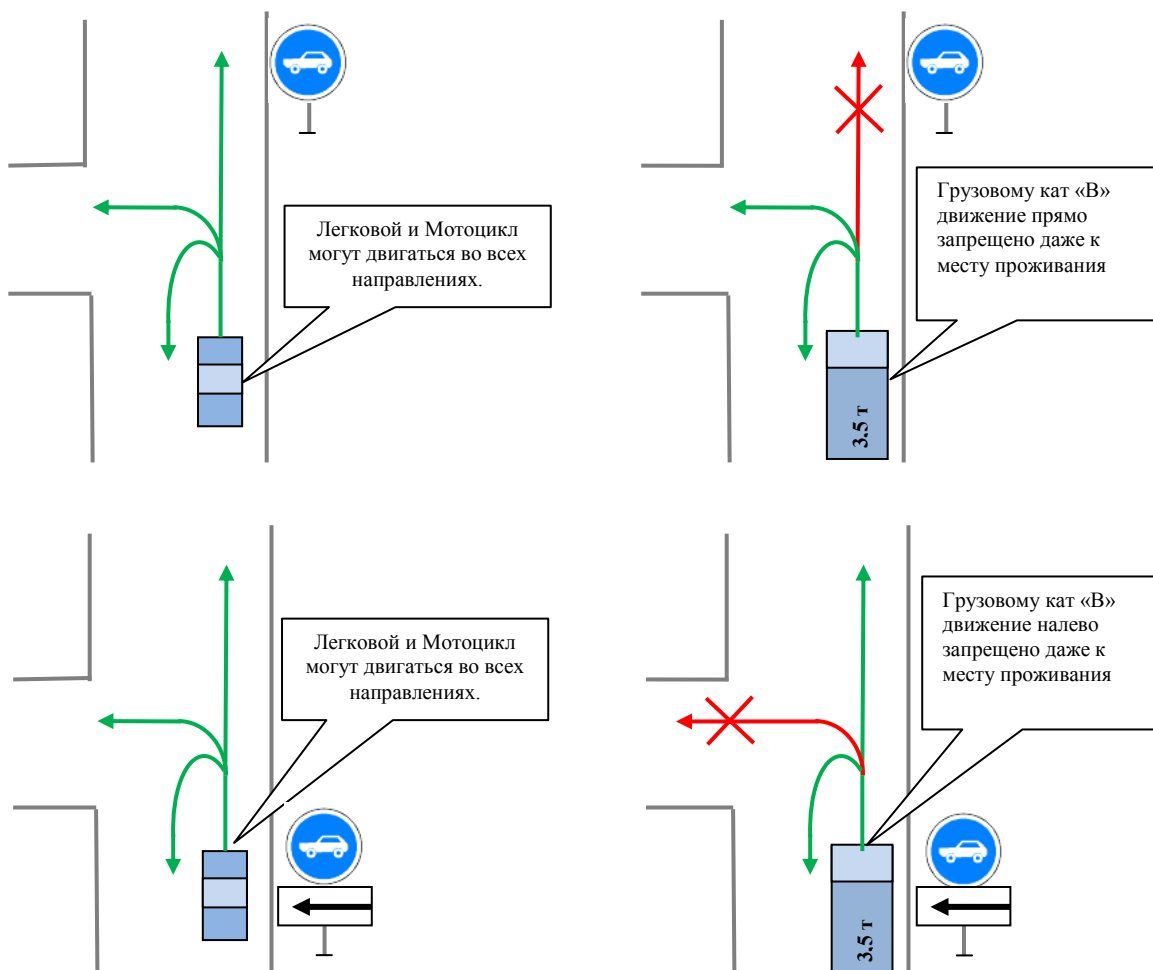 Легковой и Мотоцикл
могут двигаться во всех
направлениях.
Грузовому кат «В»
движение прямо
запрещено даже к
месту проживания
3.5 т
Легковой и Мотоцикл
могут двигаться во всех
направлениях.
Грузовому кат «В»
движение налево
запрещено даже к
месту проживания
3.5 т